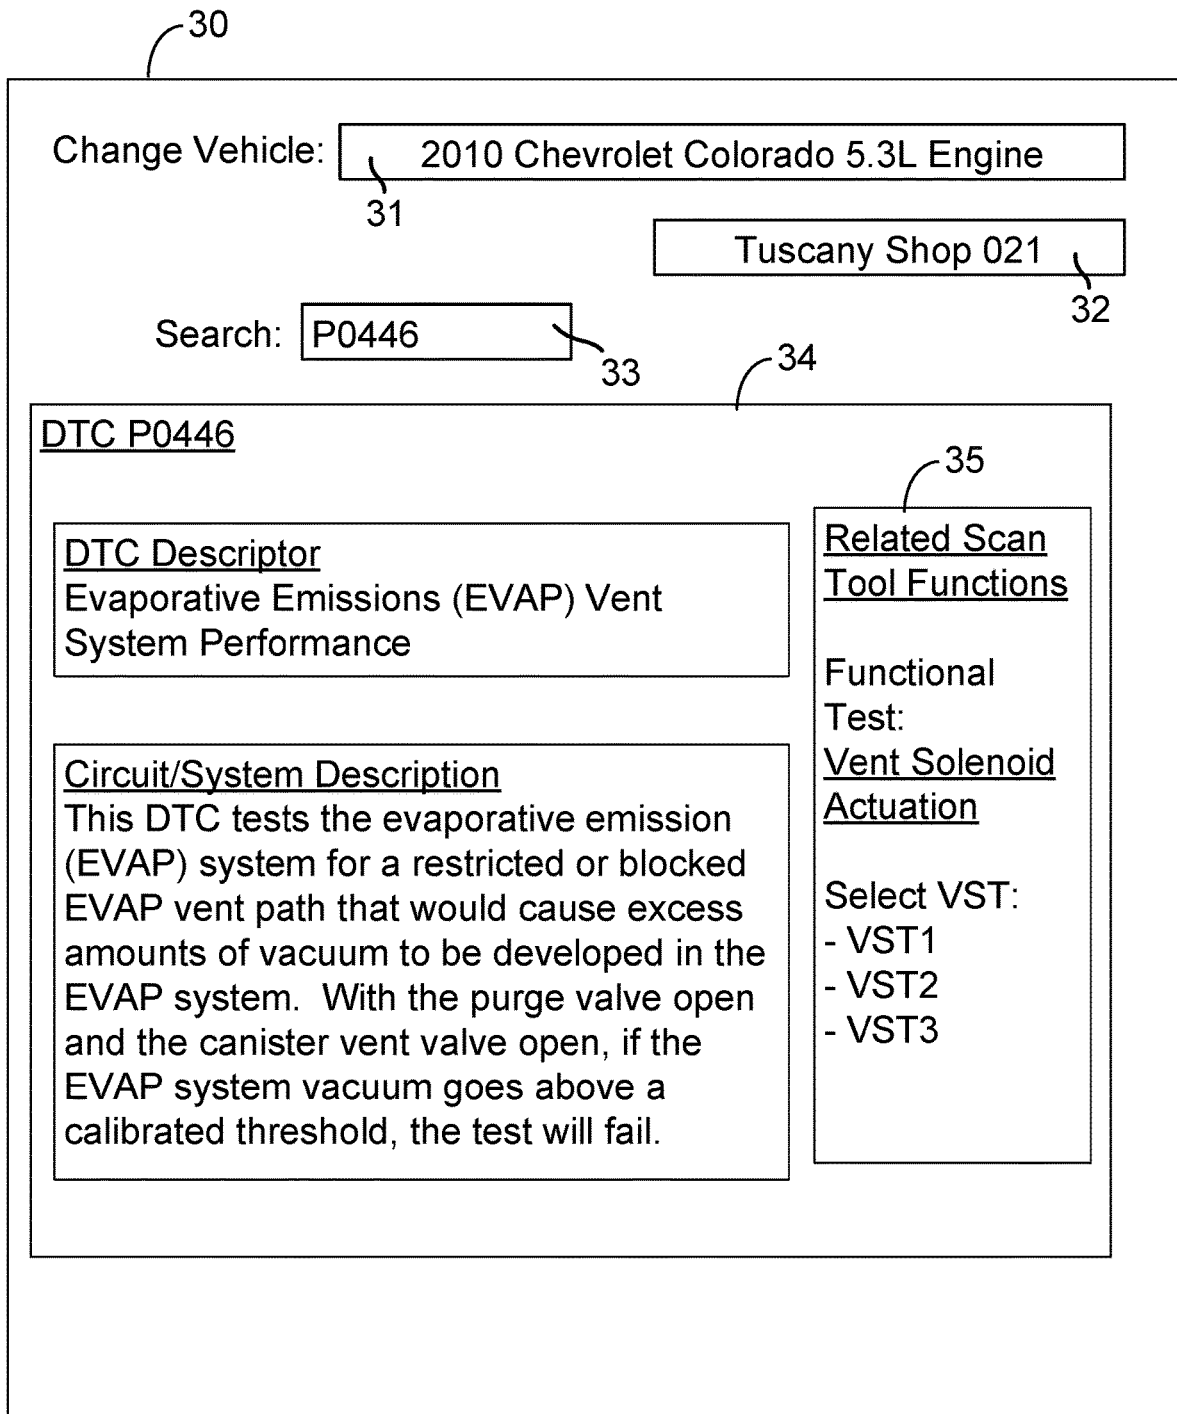 30
Change Vehicle: 2010 Chevrolet Colorado 5.3L Engine
31
Tuscany Shop 021
32
Search: P0446
33
34
DTC P0446
35
DTC Descriptor
Evaporative Emissions (EVAP) Vent
System Performance
Circuit/System Description
This DTC tests the evaporative emission
(EVAP) system for a restricted or blocked
EVAP vent path that would cause excess
amounts of vacuum to be developed in the
EVAP system.  With the purge valve open
and the canister vent valve open, if the
EVAP system vacuum goes above a
calibrated threshold, the test will fail.
Related Scan
Tool Functions
Functional
Test:
Vent Solenoid
Actuation
Select VST:
- VST1
- VST2
- VST3